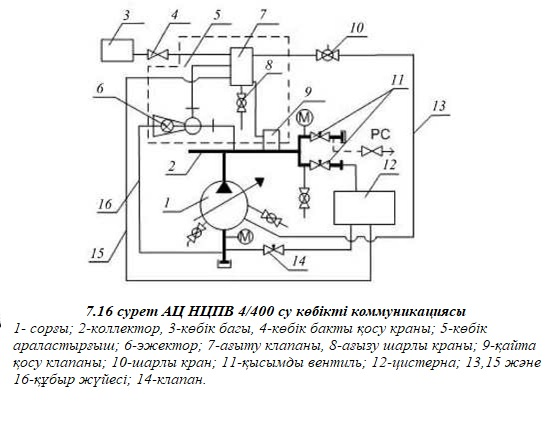 3
4
5
7
10
8
6
9
11
M
13
РС
2
12
1
16
M
15
14
7.16 сурет АЦ НЦПВ 4/400 су көбікті коммуникациясы
1- сорғы; 2-коллектор, 3-көбік бағы, 4-көбік бакты қосу краны; 5-көбік
араластырғыш; 6-эжектор; 7-ағыту клапаны, 8-ағызу шарлы краны; 9-қайта
қосу клапаны; 10-шарлы кран; 11-қысымды вентиль; 12-цистерна; 13,15 және
16-құбыр жүйесі; 14-клапан.